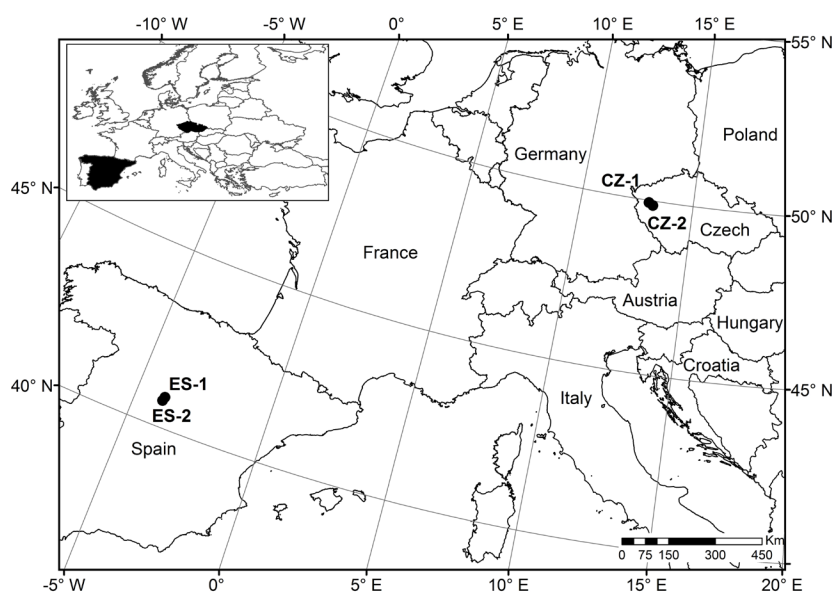 -10° W -5° W 0° 5° E 10° E 15° E
55° N
Poland
Germany
CZ-1
45° N
50° N
CZ-2
Czech
France
Austria
Hungary
Croatia
40° N
ES-1
45° N
Italy
ES-2
Spain
Km
0 75 150 300 450
-5° W 0° 5° E 10° E 15° E 20° E